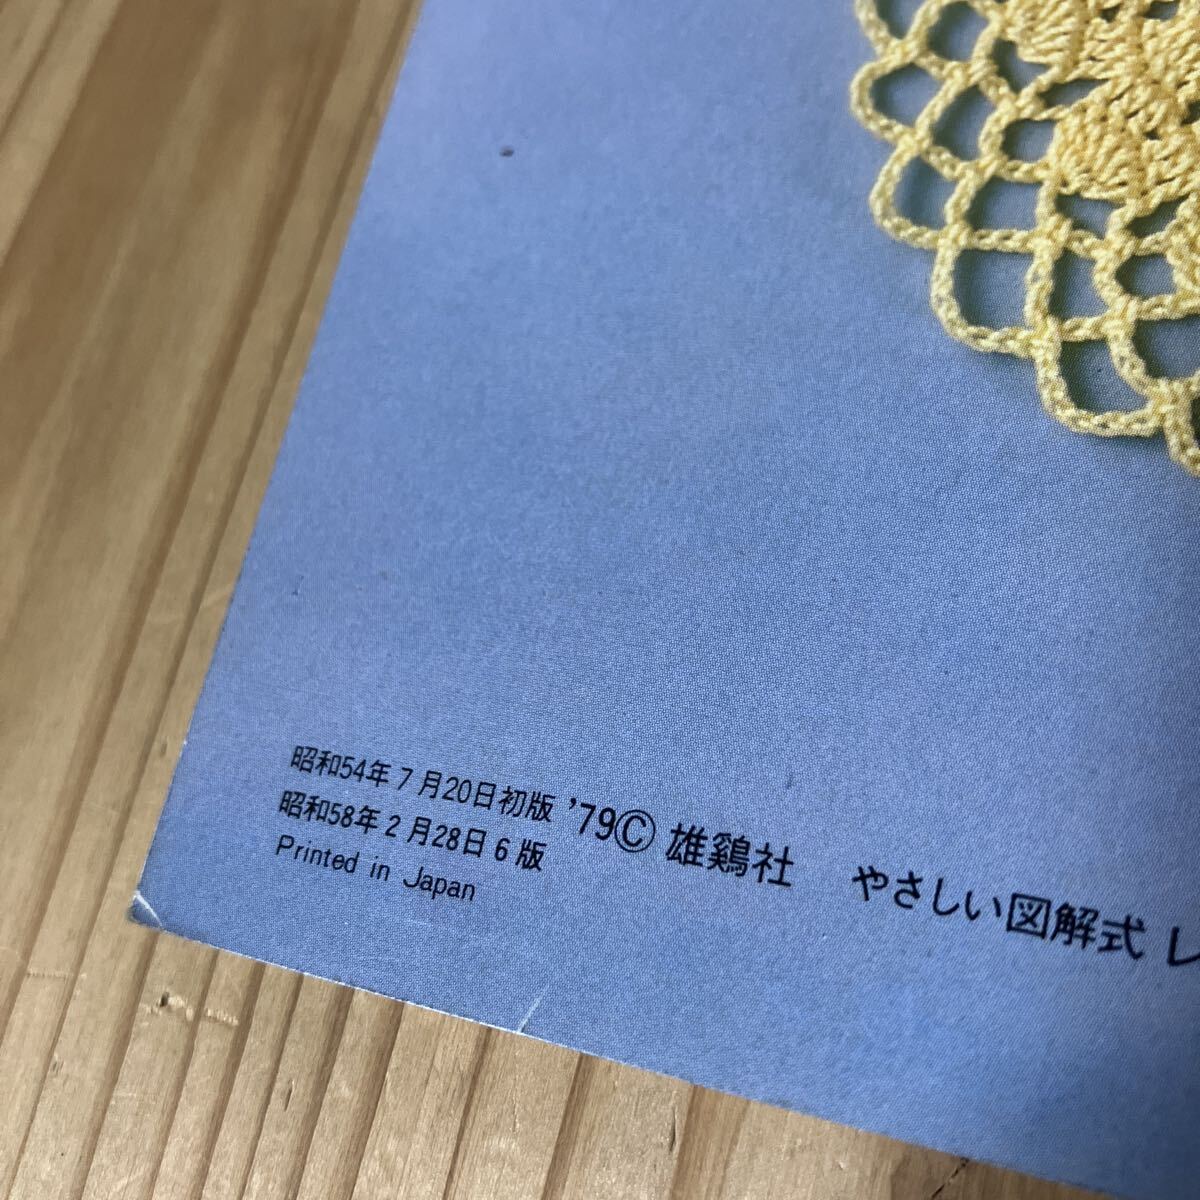 昭和54年7月20日初版 '79© 雄鷄社 やさしい図解式 レ
昭和58年2月28日6版
Printed in Japan